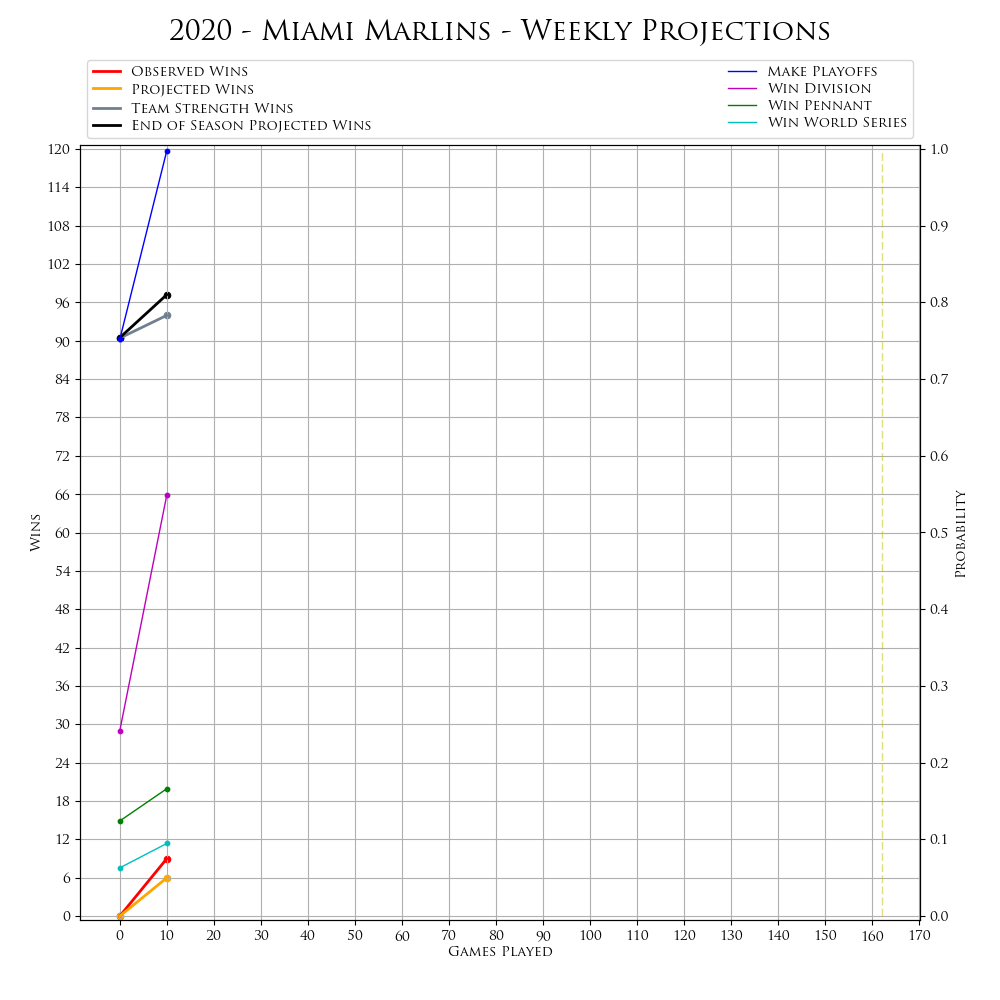 2020 - Miami Marlins - Weekly Projections
Observed Wins
Projected Wins
Team Strength Wins
End of Season Projected Wins
Make Playoffs
Win Division
Win Pennant
Win World Series
120
114
108
102
96
90
84
78
72
66
60
54
48
42
36
30
24
18
12
6
0
Wins
1.0
0.9
0.8
0.7
0.6
0.5
0.4
0.3
0.2
0.1
0.0
Probability
0 10 20 30 40 50 60 70 80 90 100 110 120 130 140 150 160 170
Games Played